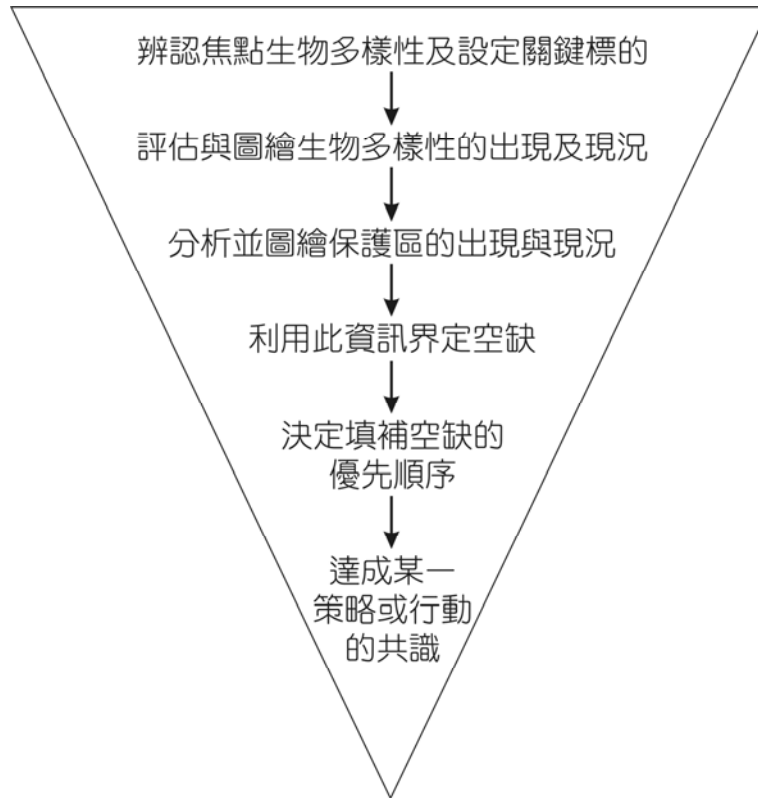 辨認焦點生物多樣性及設定關鍵標的
評估與圖繪生物多樣性的出現及現況
分析並圖繪保護區的出現與現況
利用此資訊界定空缺
決定填補空缺的
優先順序
達成某一
策略或行動
的共識